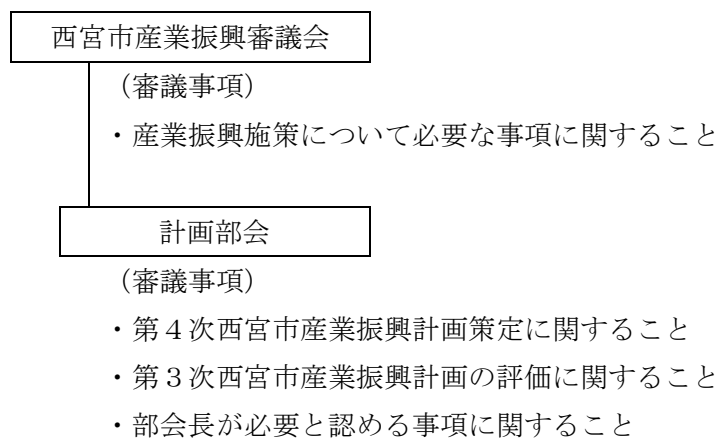 西宮市産業振興審議会
（審議事項）
・産業振興施策について必要な事項に関すること
計画部会
（審議事項）
・第４次西宮市産業振興計画策定に関すること
・第３次西宮市産業振興計画の評価に関すること
・部会長が必要と認める事項に関すること